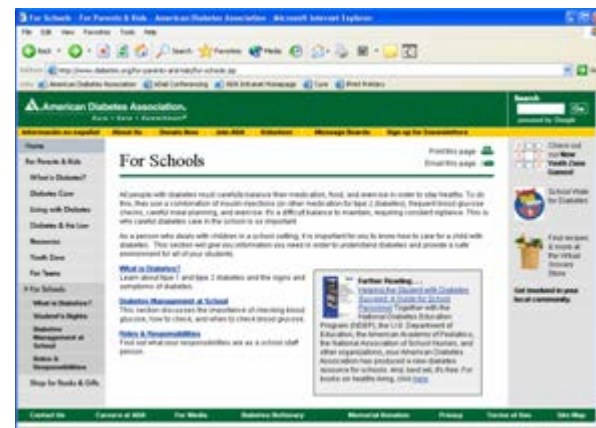 For Schools - For Parents & Kids - American Diabetes Association - Microsoft Internet Explorer
File Edit View Favorites Tools Help
Back Search Favorites Media
American Diabetes Association
American Diabetes Association.
Cure • Care • Commitment®
Search
Go
powered by Google
Información en español About Us Donate Now Join ADA Volunteer Message Boards Sign up for Newsletters
Home
For Parents & Kids
What is Diabetes?
Diabetes Care
Living with Diabetes
Diabetes & the Law
Resources
Youth Zone
For Teens
For Schools
What is Diabetes?
Student's Rights
Diabetes
Management at
School
Roles &
Responsibilities
Shop for Books & Gifts
For Schools
Print this page
Email this page
All people with diabetes must carefully balance their medication, food, and exercise in order to stay healthy. To do
this, they use a combination of insulin injections (or other medication for type 2 diabetes), frequent blood glucose
checks, careful meal planning, and exercise. It's a difficult balance to maintain, requiring constant vigilance. This is
why careful diabetes care in the school is so important.
As a person who deals with children in a school setting, it is important for you to know how to care for a child with
diabetes. This section will give you information you need in order to understand diabetes and provide a safe
environment for all of your students.
What is Diabetes?
Learn about type 1 and type 2 diabetes and the signs and
symptoms of diabetes.
Diabetes Management at School
This section discusses the importance of checking blood
glucose, how to check, and when to check blood glucose.
Roles & Responsibilities
Find out what your responsibilities are as a school staff
person.
Further Reading...
Helping the Student with Diabetes
Succeed: A Guide for School
Personnel Together with the
National Diabetes Education
Program (NDEP), the U.S. Department of
Education, the American Academy of Pediatrics,
the National Association of School Nurses, and
other organizations, your American Diabetes
Association has produced a new diabetes
resource for schools. And, best yet, it's free. For
books on healthy living, click here.
Check out
our New
Youth Zone
Games!
School Walk
for Diabetes
Find recipes
& more at
the Virtual
Grocery
Store
Get involved in your
local community.
Contact Us Careers at ADA For Media Diabetes Dictionary Memorial Donation Privacy Terms of Use Site Map